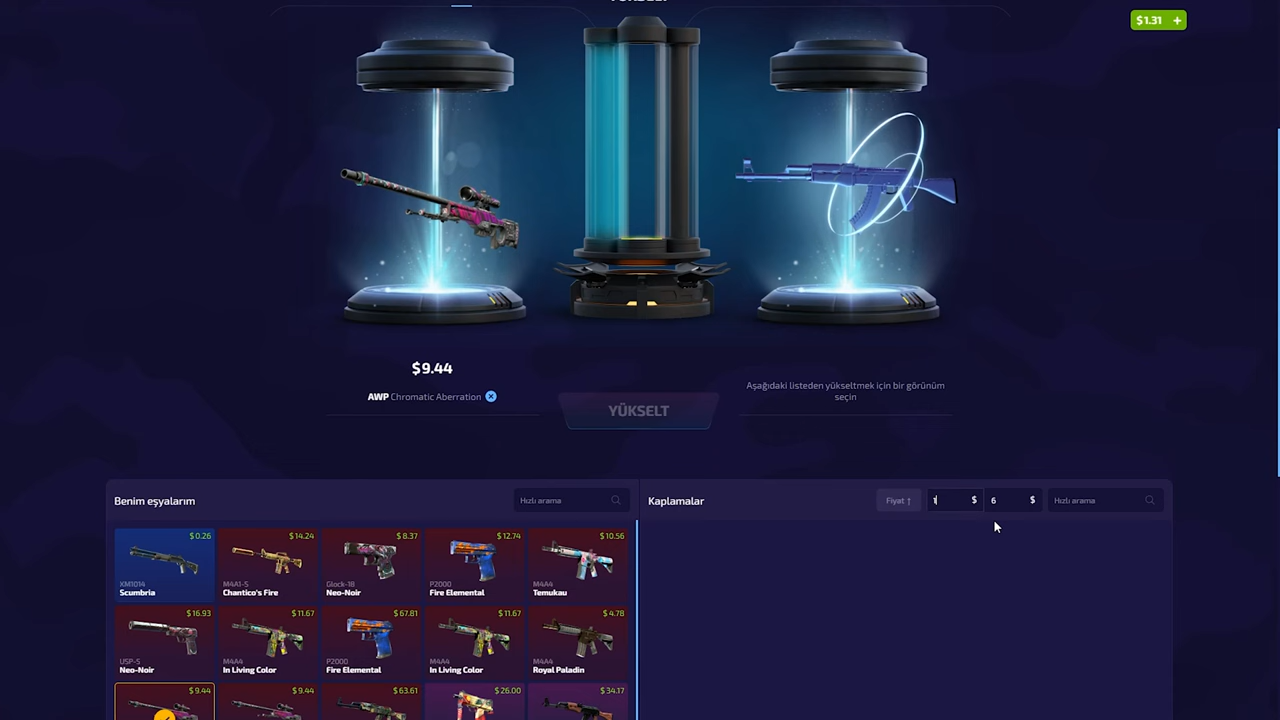 $1.31 +
$9.44
AWP Chromatic Aberration
Aşağıdaki listeden yükseltmek için bir görünüm
seçin
YÜKSELT
Benim eşyalarım
Hızlı arama
Kaplamalar
Fiyat ↑
1 $
6 $
Hızlı arama
$0.26
XM1014
Scumbria
$14.24
M4A1-S
Chantico's Fire
$8.37
Glock-18
Neo-Noir
$12.74
P2000
Fire Elemental
$10.56
M4A4
Temukau
$16.93
USP-S
Neo-Noir
$11.67
M4A4
In Living Color
$67.81
P2000
Fire Elemental
$11.67
M4A4
In Living Color
$4.78
M4A4
Royal Paladin
$9.44
$9.44
$63.61
$26.00
$34.17